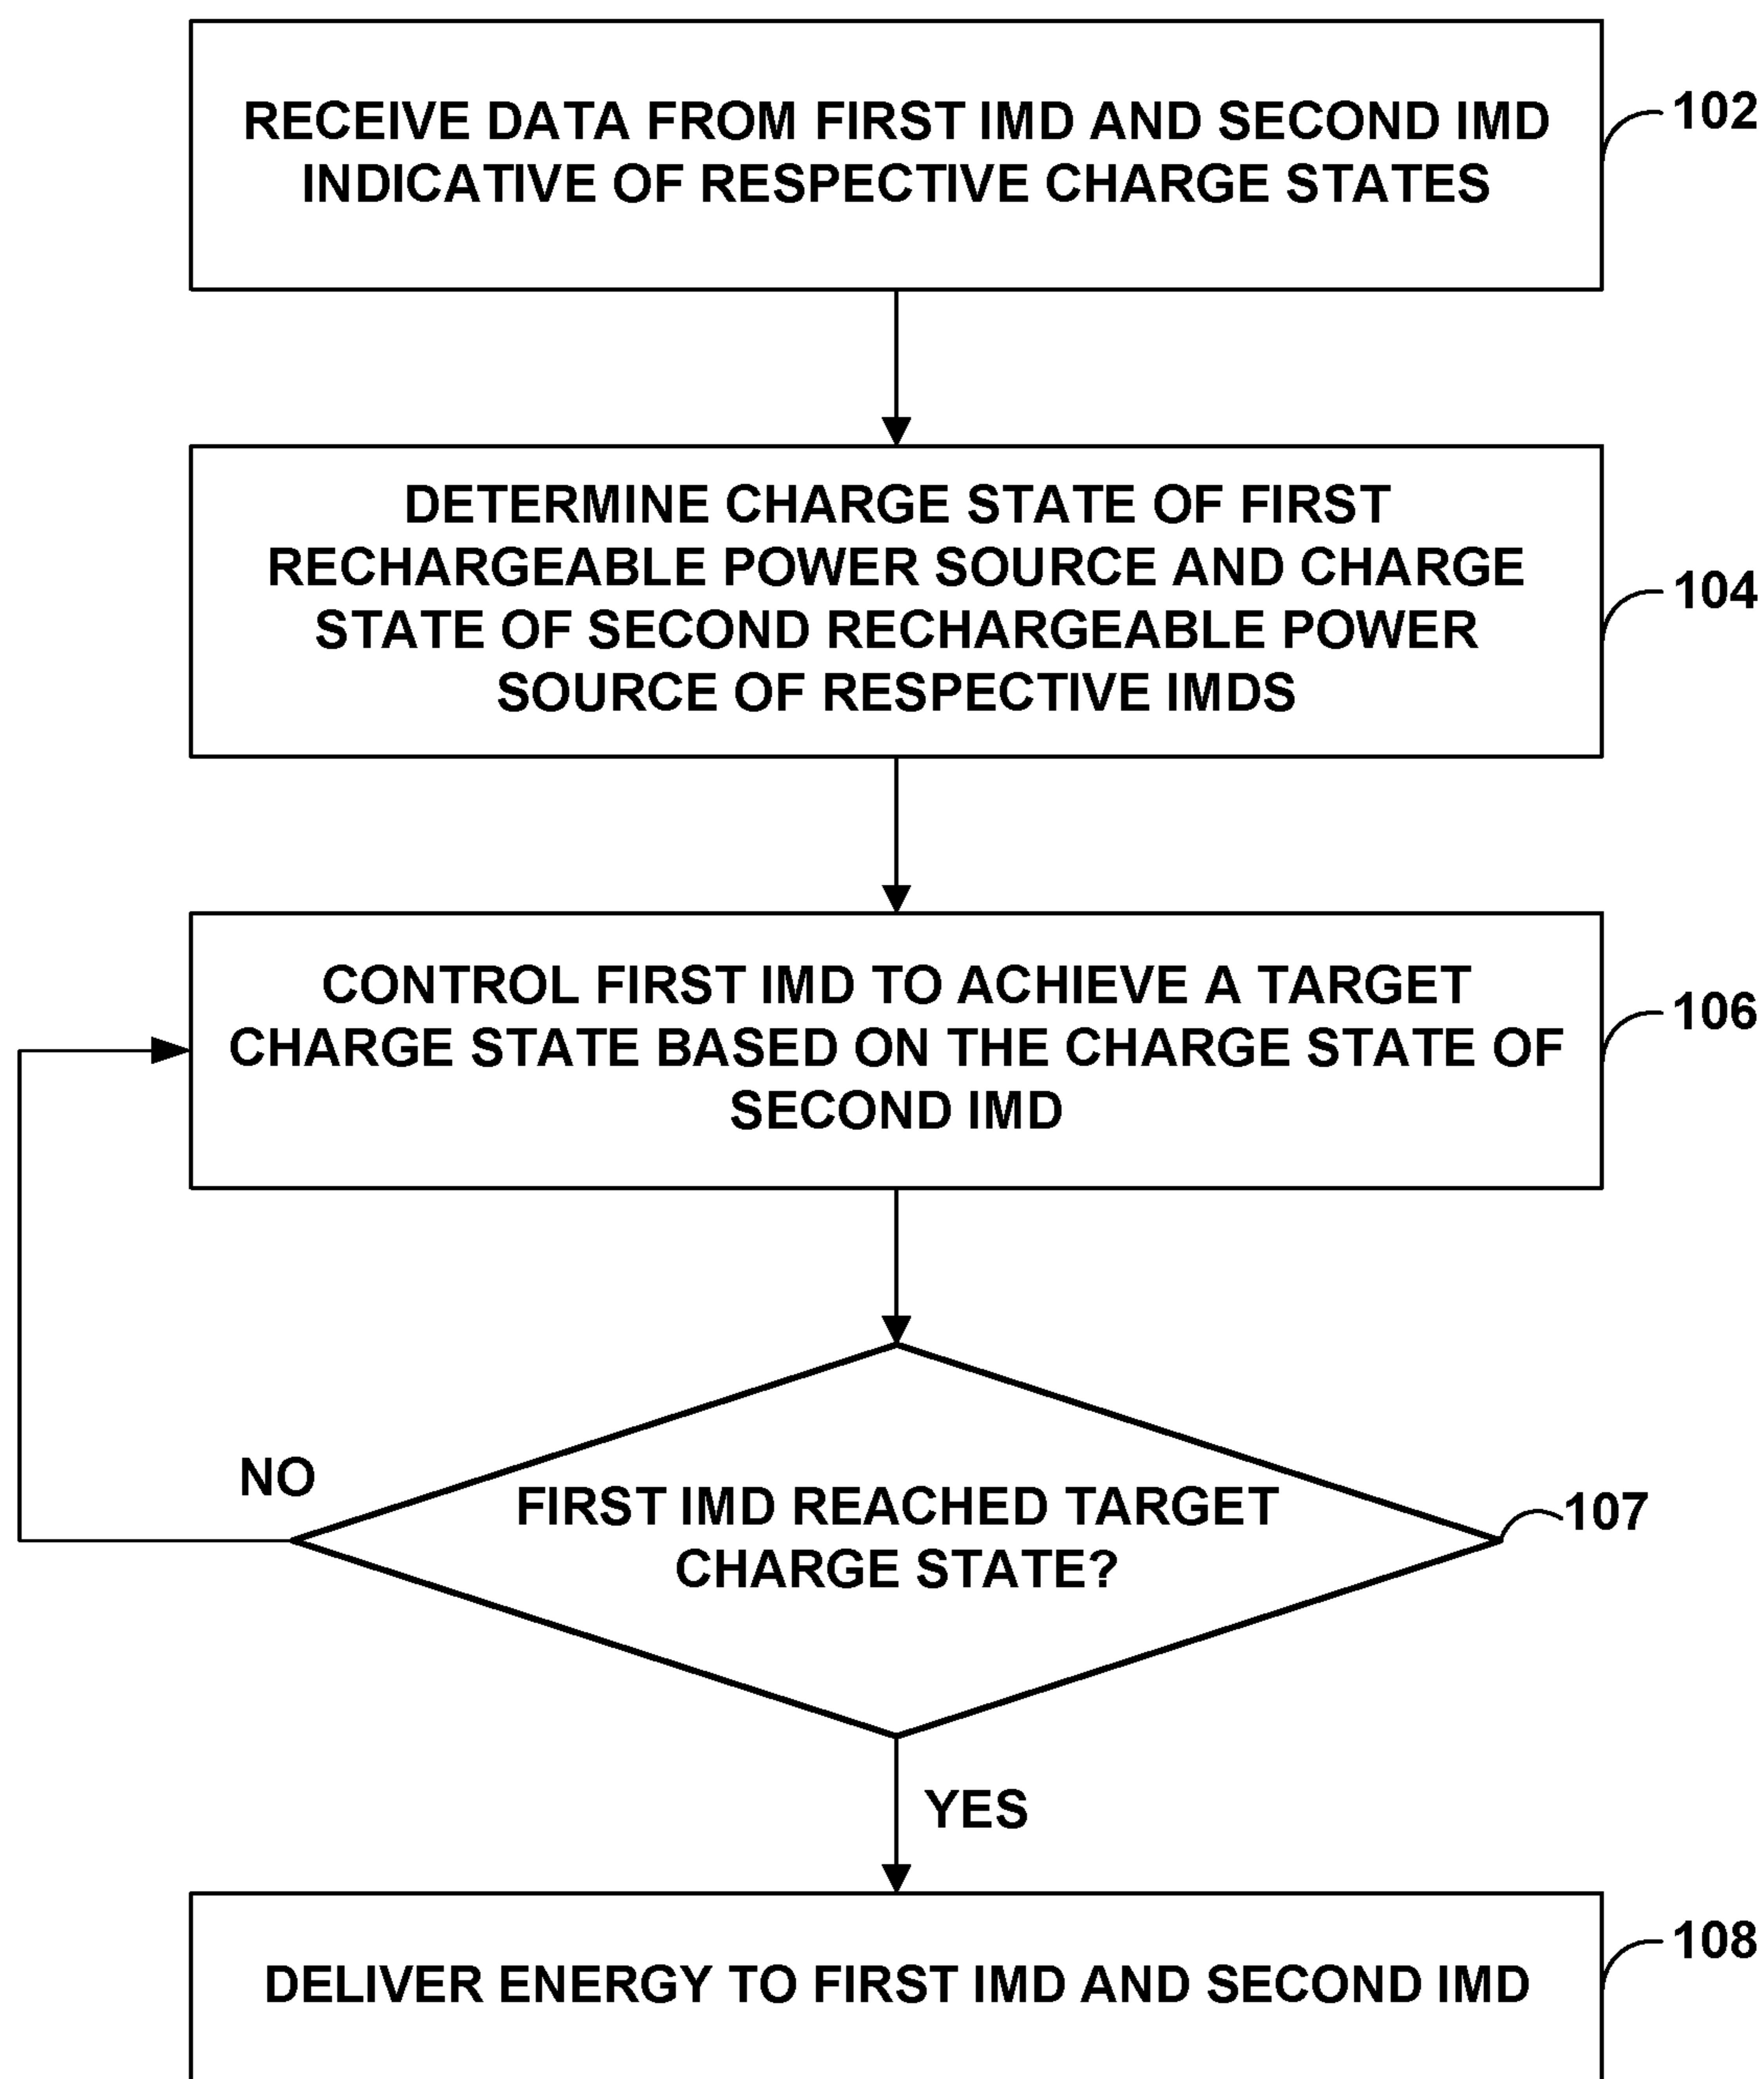 RECEIVE DATA FROM FIRST IMD AND SECOND IMD
INDICATIVE OF RESPECTIVE CHARGE STATES
102
DETERMINE CHARGE STATE OF FIRST
RECHARGEABLE POWER SOURCE AND CHARGE
STATE OF SECOND RECHARGEABLE POWER
SOURCE OF RESPECTIVE IMDS
104
CONTROL FIRST IMD TO ACHIEVE A TARGET
CHARGE STATE BASED ON THE CHARGE STATE OF
SECOND IMD
106
NO
FIRST IMD REACHED TARGET
CHARGE STATE?
107
YES
DELIVER ENERGY TO FIRST IMD AND SECOND IMD
108